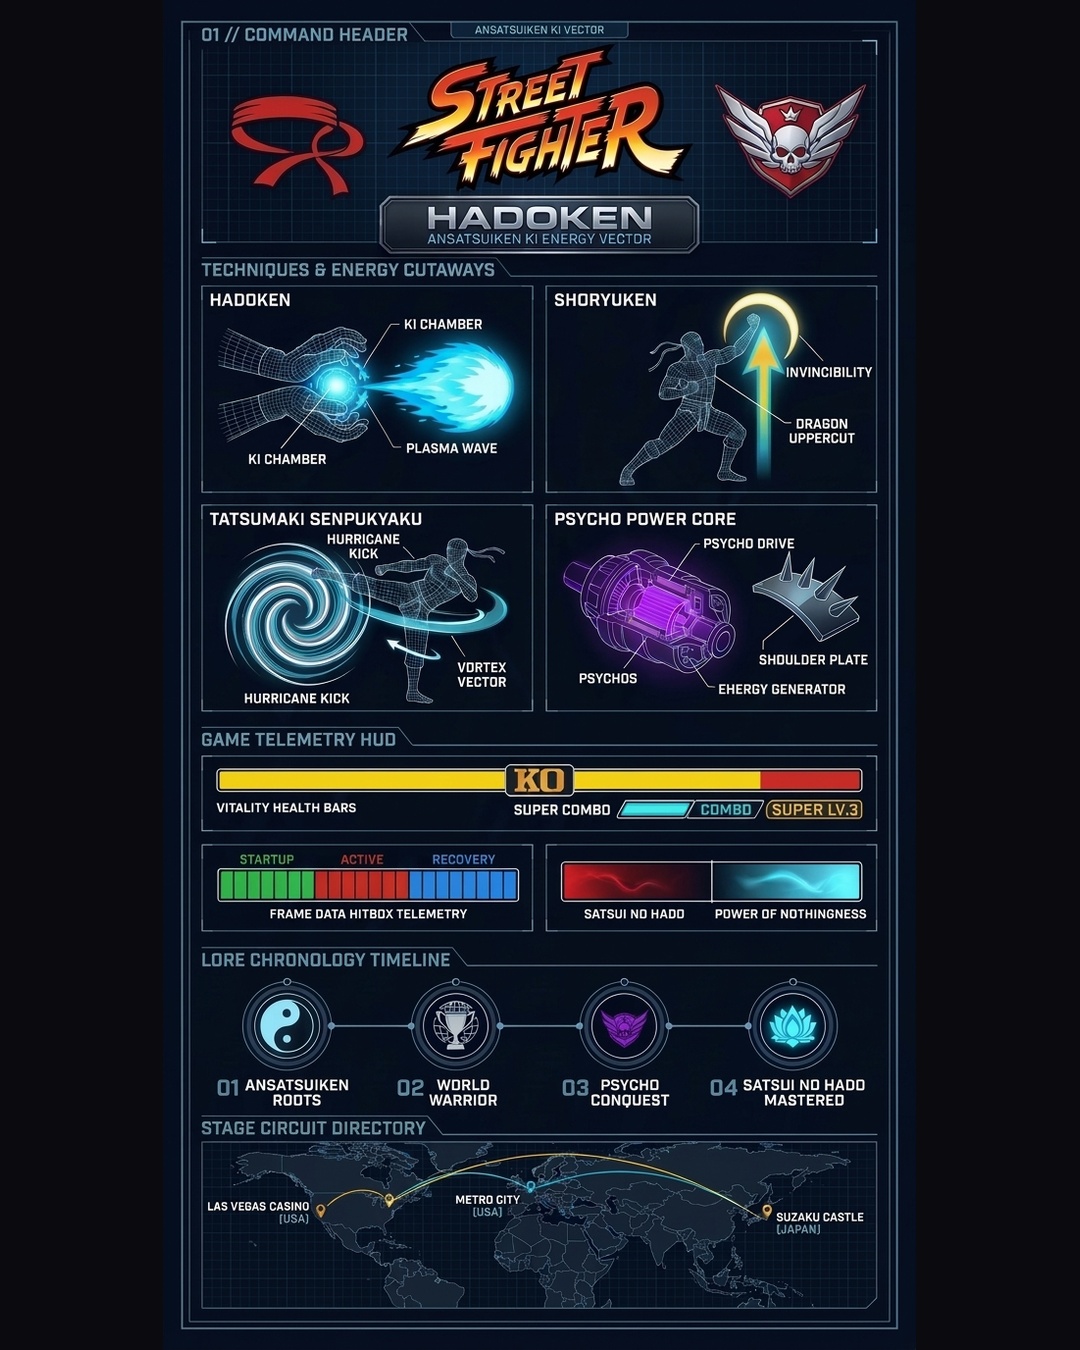 01 // COMMAND HEADER
ANSATSUIKEN KI VECTOR
STREET
FIGHTER
HADOKEN
ANSATSUIKEN KI ENERGY VECTOR
TECHNIQUES & ENERGY CUTAWAYS
HADOKEN
KI CHAMBER
KI CHAMBER
PLASMA WAVE
SHORYUKEN
INVINCIBILITY
DRAGON
UPPERCUT
TATSUMAKI SENPUKYAKU
HURRICANE
KICK
VORTEX
VECTOR
HURRICANE KICK
PSYCHO POWER CORE
PSYCHO DRIVE
SHOULDER PLATE
PSYCHOS
EHERGY GENERATOR
GAME TELEMETRY HUD
KO
VITALITY HEALTH BARS
SUPER COMBO
COMBO
SUPER LV.3
STARTUP
ACTIVE
RECOVERY
FRAME DATA HITBOX TELEMETRY
SATSUI NO HADO
POWER OF NOTHINGNESS
LORE CHRONOLOGY TIMELINE
01 ANSATSUIKEN
ROOTS
02 WORLD
WARRIOR
03 PSYCHO
CONQUEST
04 SATSUI NO HADO
MASTERED
STAGE CIRCUIT DIRECTORY
LAS VEGAS CASINO
[USA]
METRO CITY
[USA]
SUZAKU CASTLE
[JAPAN]